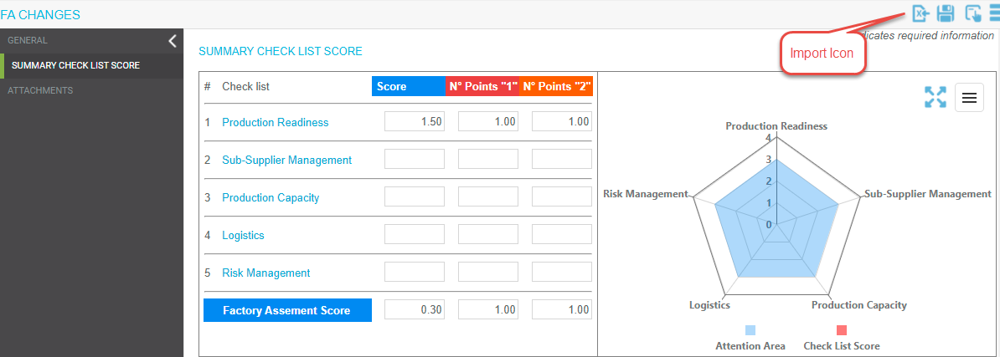 FA CHANGES
Import Icon
dicates required information
GENERAL
SUMMARY CHECK LIST SCORE
ATTACHMENTS
SUMMARY CHECK LIST SCORE
# Check list Score N° Points "1" N° Points "2"
1 Production Readiness 1.50 1.00 1.00
2 Sub-Supplier Management
3 Production Capacity
4 Logistics
5 Risk Management
Factory Assement Score 0.30 1.00 1.00
Production Readiness
4
3
2
1
0
Risk Management
Sub-Supplier Management
Logistics
Production Capacity
Attention Area
Check List Score